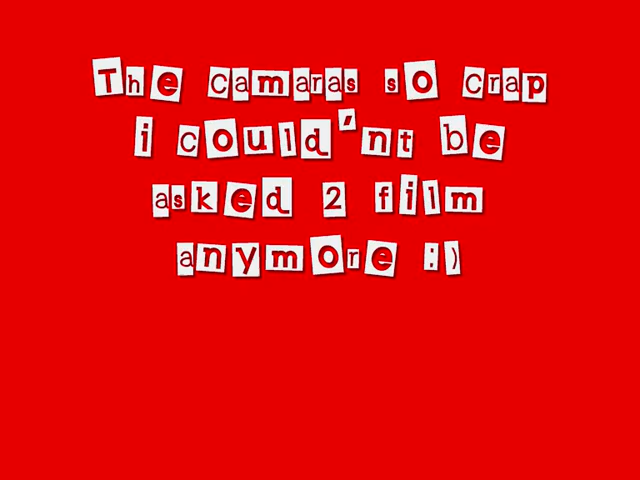 The camaras so crap
i could'nt be
asked 2 film
anymore :)